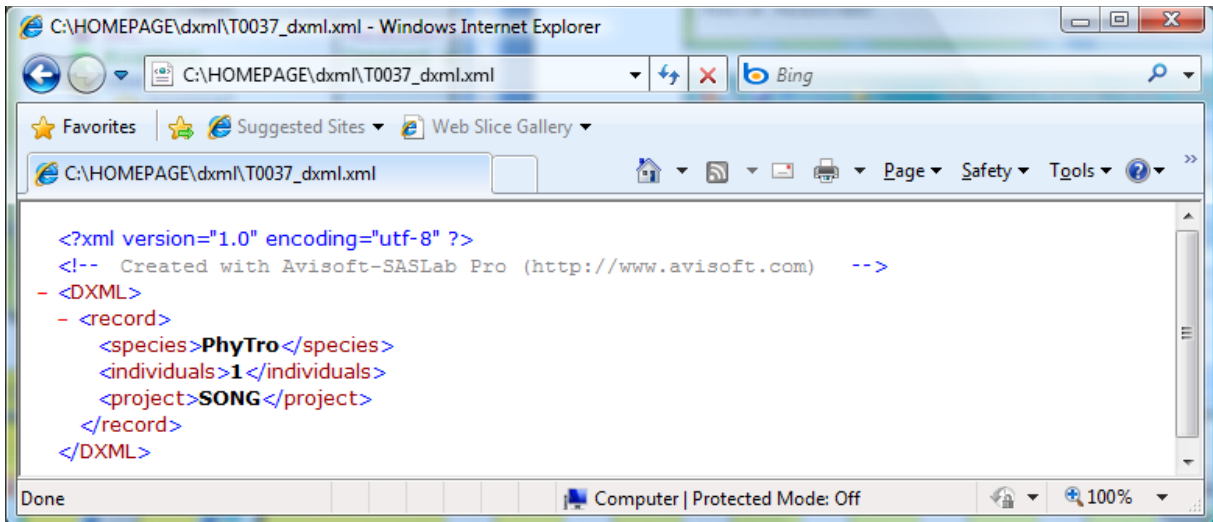 C:\HOMEPAGE\dxml\T0037_dxml.xml - Windows Internet Explorer
C:\HOMEPAGE\dxml\T0037_dxml.xml Bing
Favorites Suggested Sites Web Slice Gallery
C:\HOMEPAGE\dxml\T0037_dxml.xml Page Safety Tools
<?xml version="1.0" encoding="utf-8" ?>
<!-- Created with Avisoft-SASLab Pro (http://www.avisoft.com) -->
- <DXML>
- <record>
<species>PhyTro</species>
<individuals>1</individuals>
<project>SONG</project>
</record>
</DXML>
Done Computer | Protected Mode: Off 100%